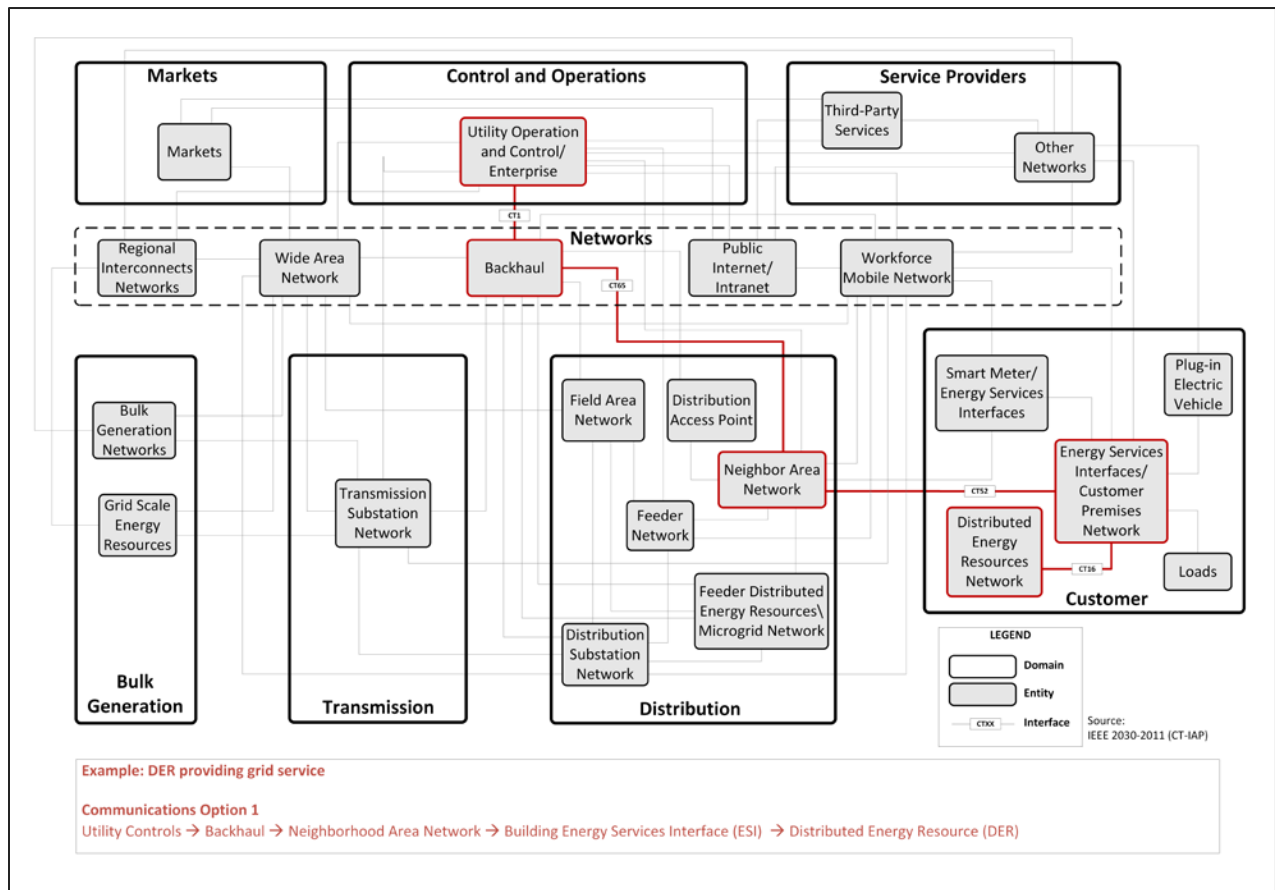 Markets
Control and Operations
Service Providers
Markets
Utility Operation
and Control/
Enterprise
Third-Party
Services
Other
Networks
CT1
Networks
Regional
Interconnects
Networks
Wide Area
Network
Backhaul
CT65
Public
Internet/
Intranet
Workforce
Mobile Network
Bulk
Generation
Networks
Grid Scale
Energy
Resources
Bulk
Generation
Transmission
Substation
Network
Transmission
Field Area
Network
Distribution
Access Point
Neighbor Area
Network
Feeder
Network
Feeder Distributed
Energy Resources\
Microgrid Network
Distribution
Substation
Network
Distribution
Smart Meter/
Energy Services
Interfaces
Plug-in
Electric
Vehicle
CT52
Energy Services
Interfaces/
Customer
Premises
Network
Distributed
Energy
Resources
Network
CT16
Loads
Customer
LEGEND
Domain
Entity
CTXX
Interface
Source:
IEEE 2030-2011 (CT-IAP)
Example: DER providing grid service
Communications Option 1
Utility Controls → Backhaul → Neighborhood Area Network → Building Energy Services Interface (ESI) → Distributed Energy Resource (DER)